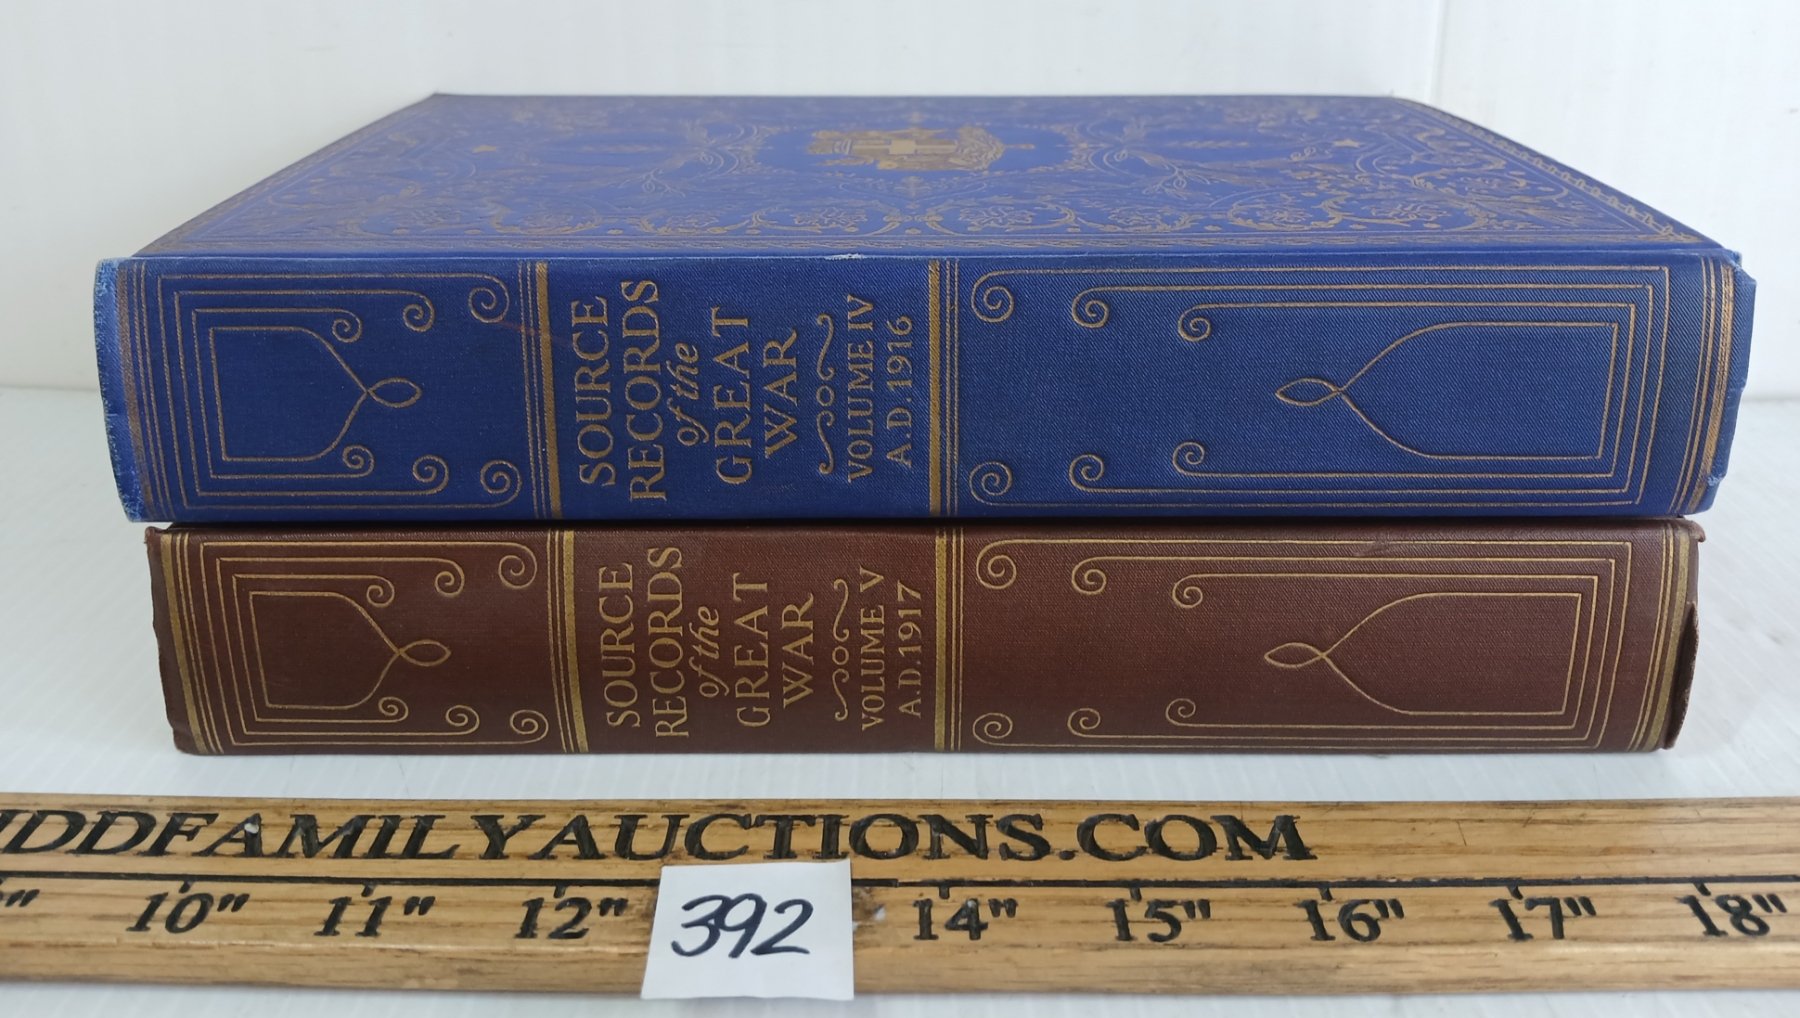 SOURCE
RECORDS
of the
GREAT
WAR
VOLUME IV
A.D. 1916
SOURCE
RECORDS
of the
GREAT
WAR
VOLUME V
A.D. 1917
IDDFAMILYAUCTIONS.COM
10" 11" 12" 14" 15" 16" 17" 18"
392